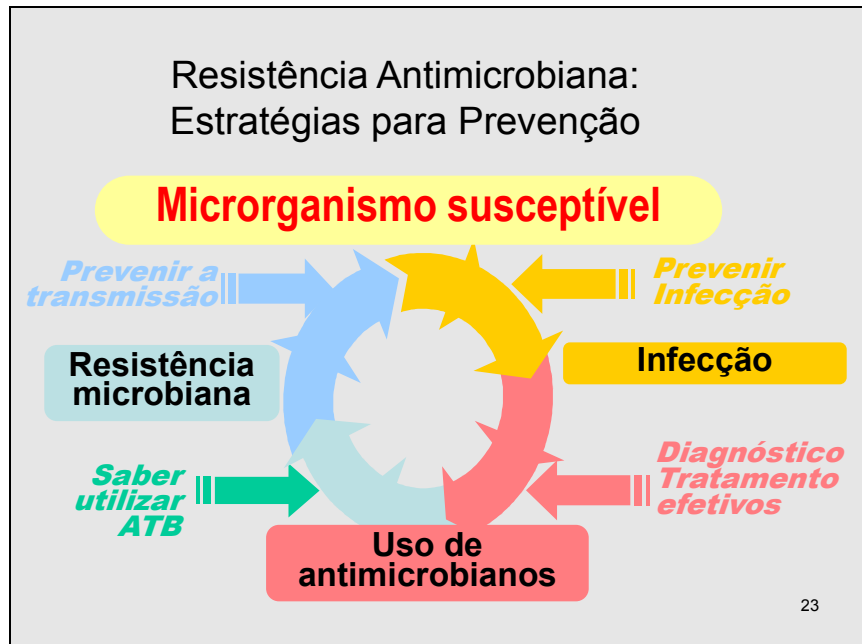 Resistência Antimicrobiana:
Estratégias para Prevenção
Microrganismo susceptível
Prevenir a
transmissão
Prevenir
Infecção
Resistência
microbiana
Infecção
Saber
utilizar
ATB
Diagnóstico
Tratamento
efetivos
Uso de
antimicrobianos
23